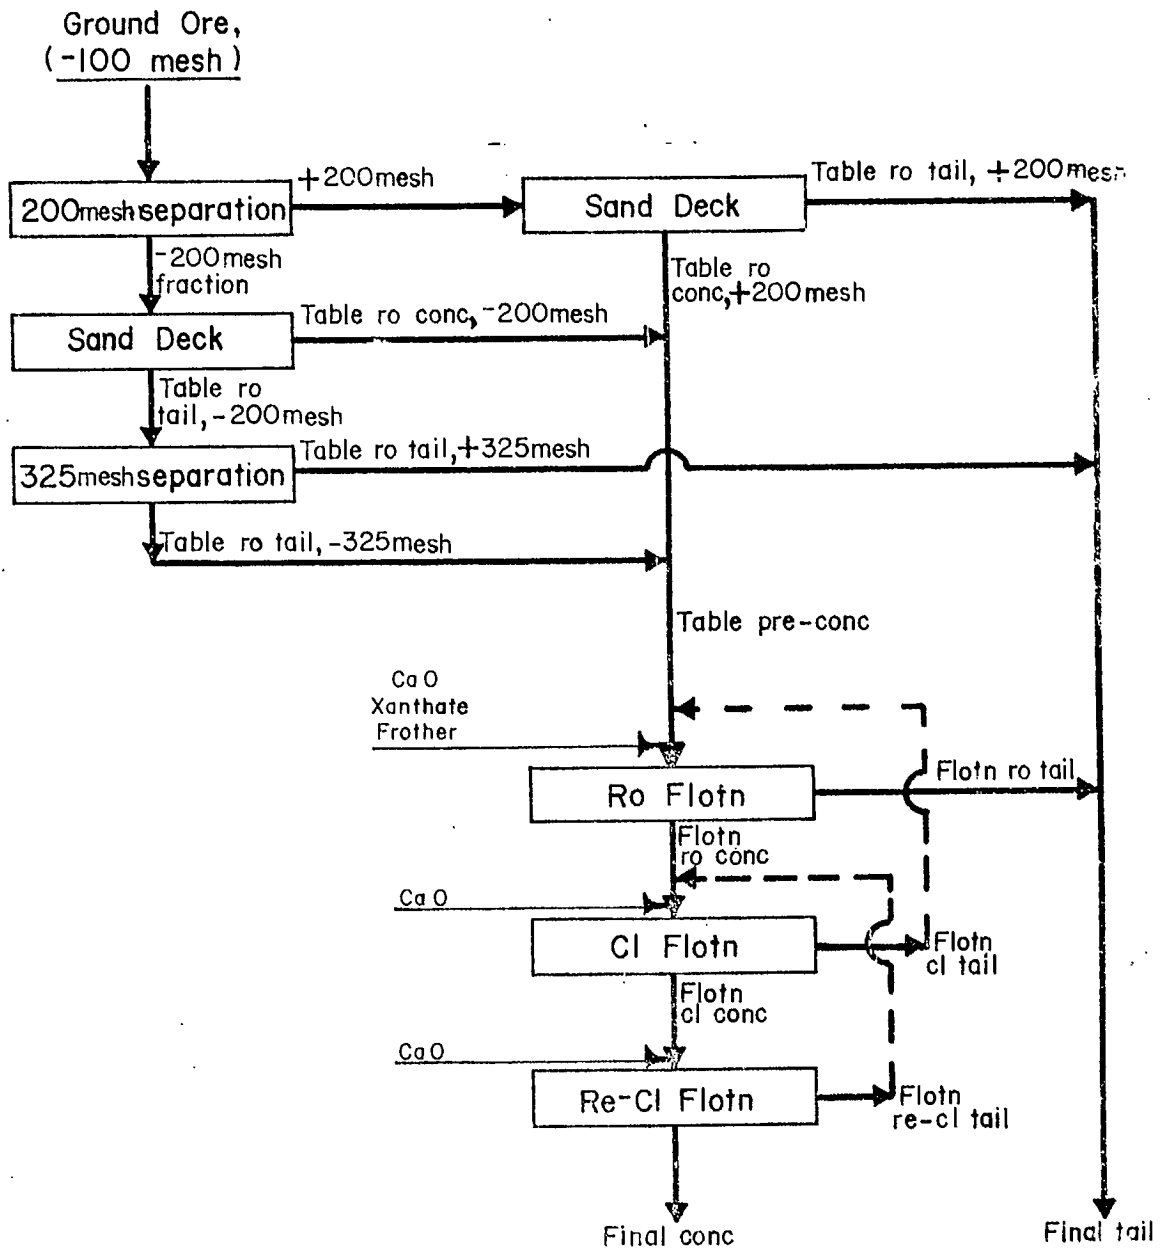 Ground Ore,
(-100 mesh)
200mesh separation
+200mesh
Sand Deck
Table ro tail, +200mesh
-200mesh
fraction
Table ro
conc,+200mesh
Sand Deck
Table ro conc,-200mesh
Table ro
tail,-200mesh
325mesh separation
Table ro tail,+325mesh
Table ro tail, -325mesh
Table pre-conc
CaO
Xanthate
Frother
Ro Flotn
Flotn ro tail
Flotn
ro conc
CaO
Cl Flotn
Flotn
cl tail
Flotn
cl conc
CaO
Re-Cl Flotn
Flotn
re-cl tail
Final conc
Final tail